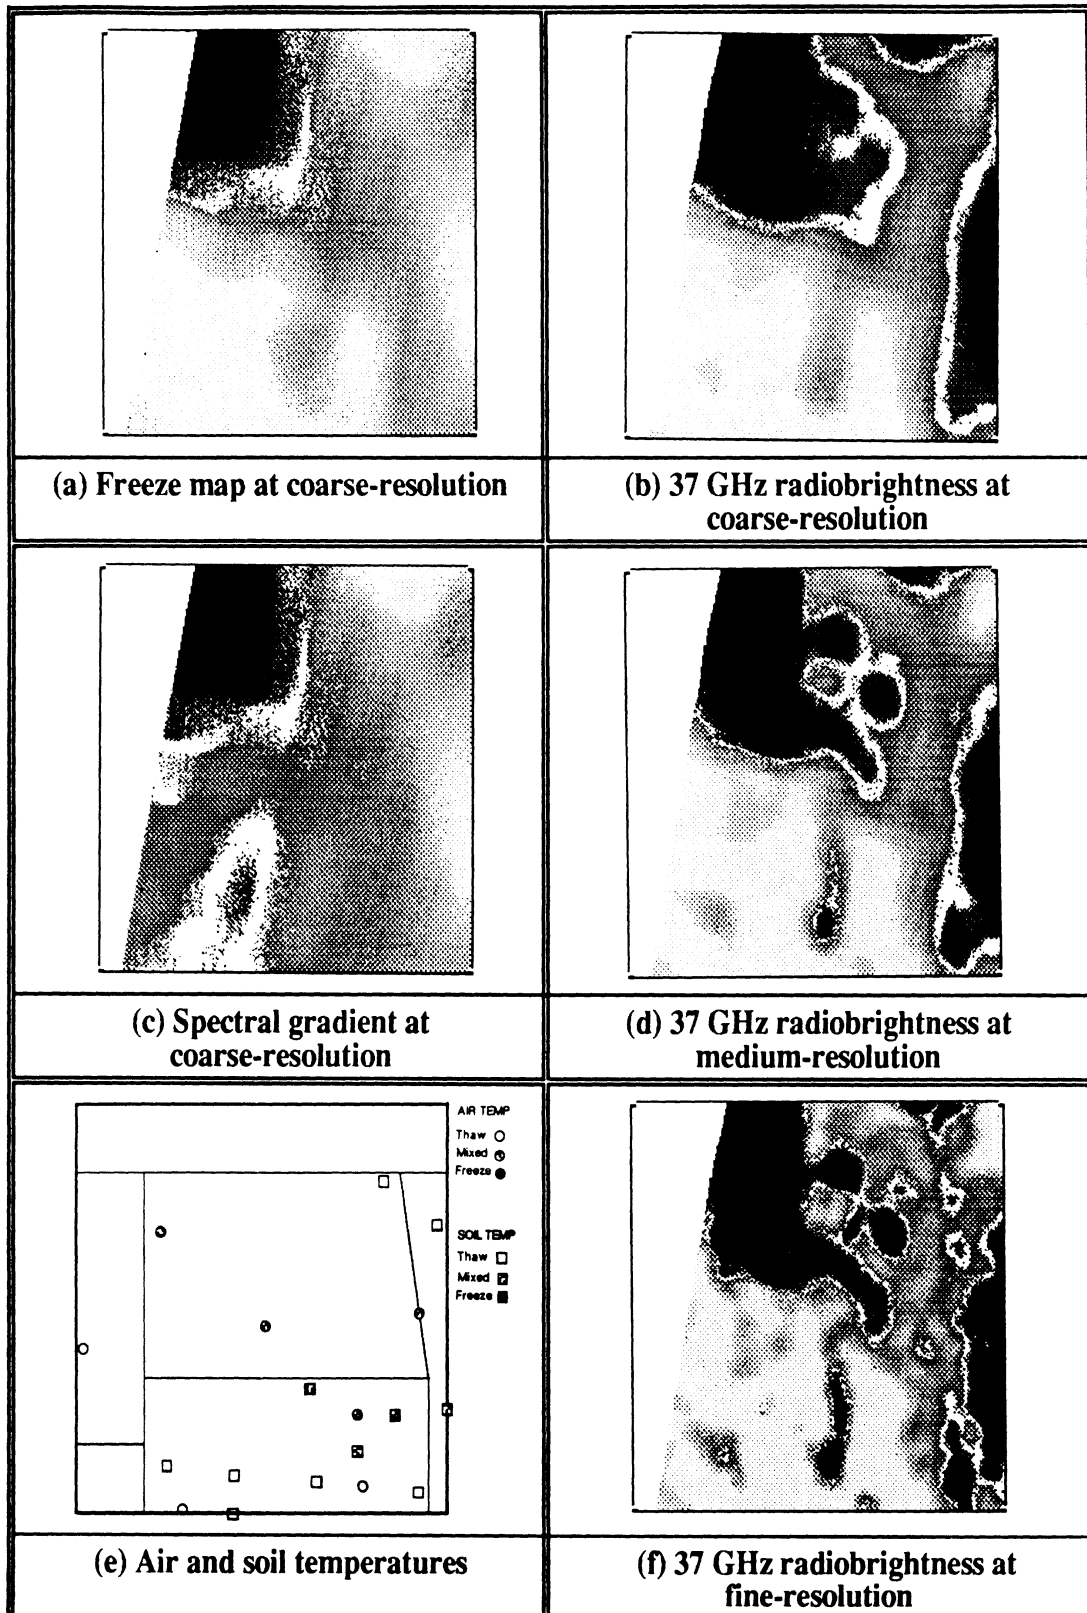 (a) Freeze map at coarse-resolution
(b) 37 GHz radiobrightness at
coarse-resolution
(c) Spectral gradient at
coarse-resolution
(d) 37 GHz radiobrightness at
medium-resolution
AIR TEMP
Thaw
Mixed
Freeze
SOIL TEMP
Thaw
Mixed
Freeze
(e) Air and soil temperatures
(f) 37 GHz radiobrightness at
fine-resolution